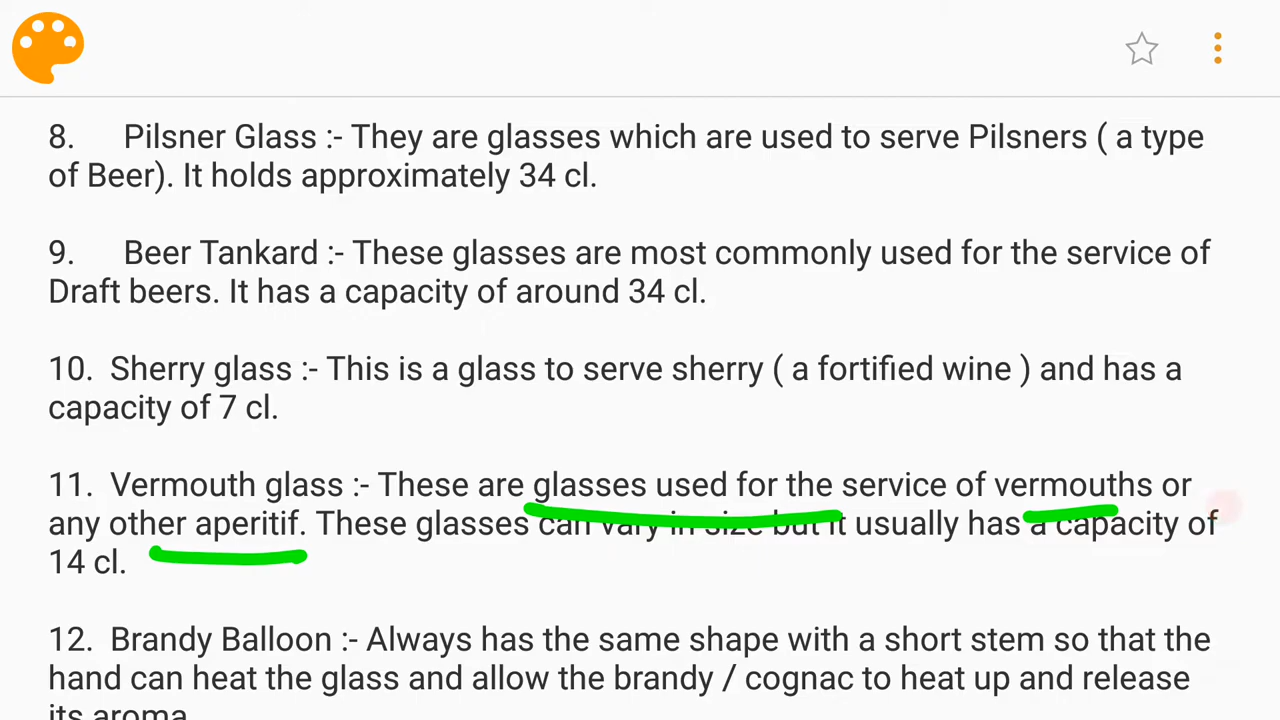 8. Pilsner Glass :- They are glasses which are used to serve Pilsners ( a type
of Beer). It holds approximately 34 cl.
9. Beer Tankard :- These glasses are most commonly used for the service of
Draft beers. It has a capacity of around 34 cl.
10. Sherry glass :- This is a glass to serve sherry ( a fortified wine ) and has a
capacity of 7 cl.
11. Vermouth glass :- These are glasses used for the service of vermouths or
any other aperitif. These glasses can vary in size but it usually has a capacity of
14 cl.
12. Brandy Balloon :- Always has the same shape with a short stem so that the
hand can heat the glass and allow the brandy / cognac to heat up and release
its aroma